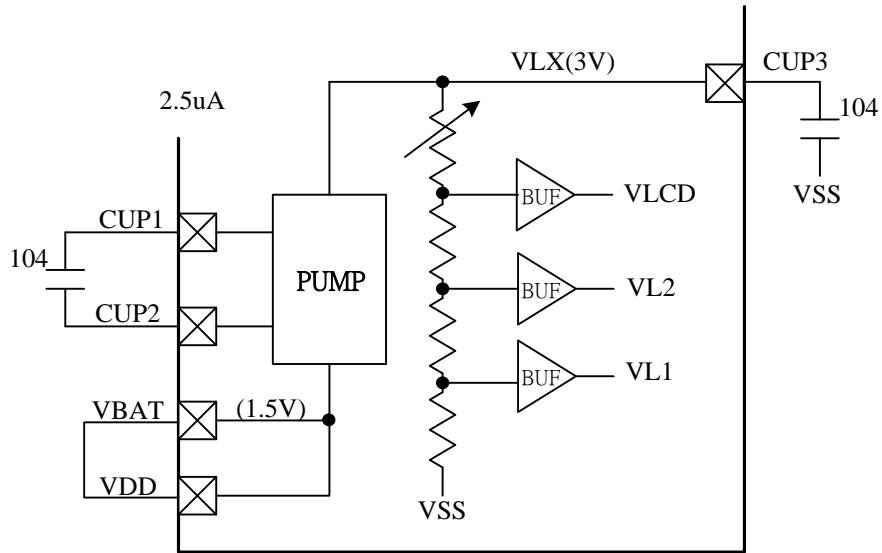 VLX(3V)
CUP3
2.5uA
104
BUF
VLCD
VSS
CUP1
104
PUMP
CUP2
BUF
VL2
BUF
VL1
VBAT
(1.5V)
VDD
VSS